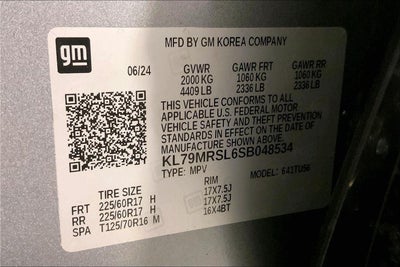 gm
MFD BY GM KOREA COMPANY
06/24 GVWR GAWR FRT GAWR RR
2000 KG 1060 KG 1060 KG
4409 LB 2336 LB 2336 LB
THIS VEHICLE CONFORMS TO ALL
APPLICABLE U.S. FEDERAL MOTOR
VEHICLE SAFETY AND THEFT PREVENTION
STANDARDS IN EFFECT ON THE DATE OF
MANUFACTURE SHOWN ABOVE.
KL79MRSL6SB048534
TYPE: MPV MODEL: 641TU56
TIRE SIZE RIM
FRT 225/60R17 H 17X7.5J
RR 225/60R17 H 17X7.5J
SPA T125/70R16 M 16X4BT